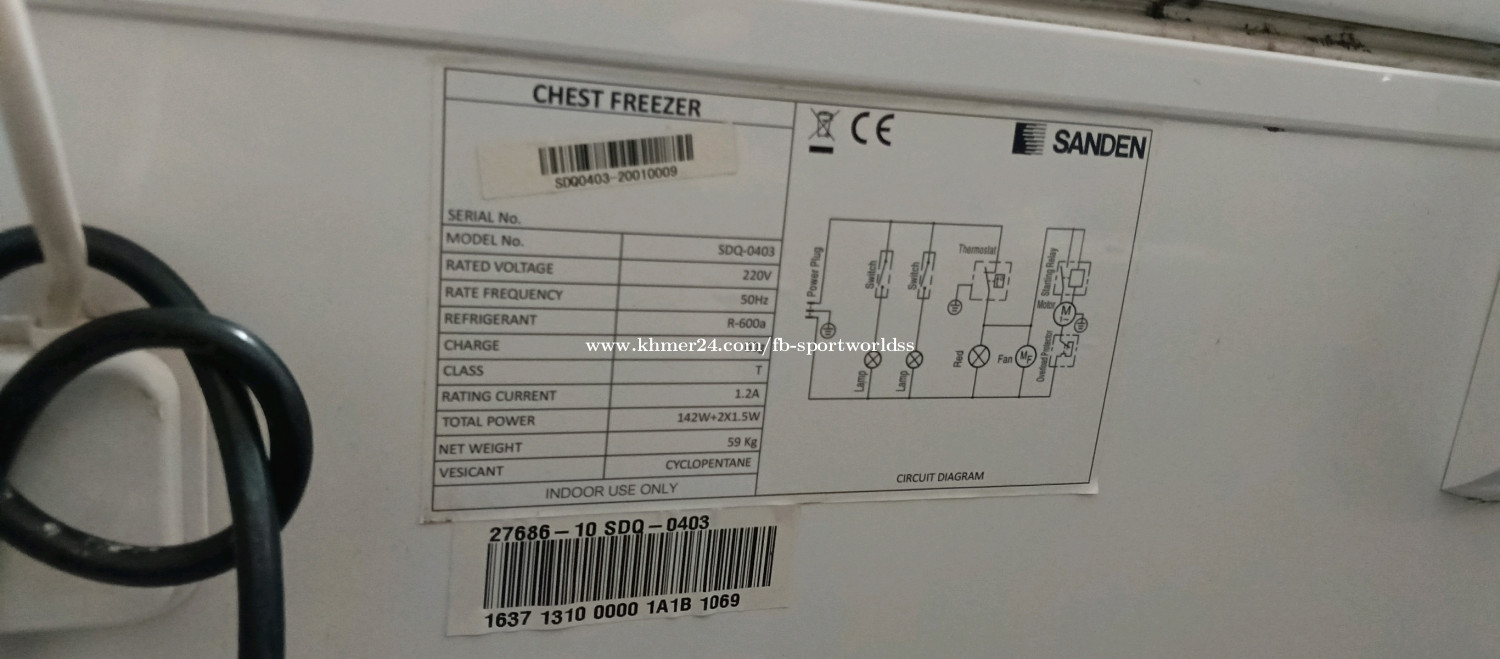 CHEST FREEZER
SDQ0403-20010009
SERIAL No.
MODEL No. SDQ-0403
RATED VOLTAGE 220V
RATE FREQUENCY 50Hz
REFRIGERANT R-600a
CHARGE
CLASS T
RATING CURRENT 1.2A
TOTAL POWER 142W+2X1.5W
NET WEIGHT 59 Kg
VESICANT CYCLOPENTANE
INDOOR USE ONLY
CE
SANDEN
Power Plug
Switch
Switch
Thermostat
Starting Relay
Motor
M
Lamp
Lamp
Red
Fan
MF
Overload Protector
CIRCUIT DIAGRAM
www.khmer24.com/fb-sportworldss
27686-10 SDQ-0403
1637 1310 0000 1A1B 1069